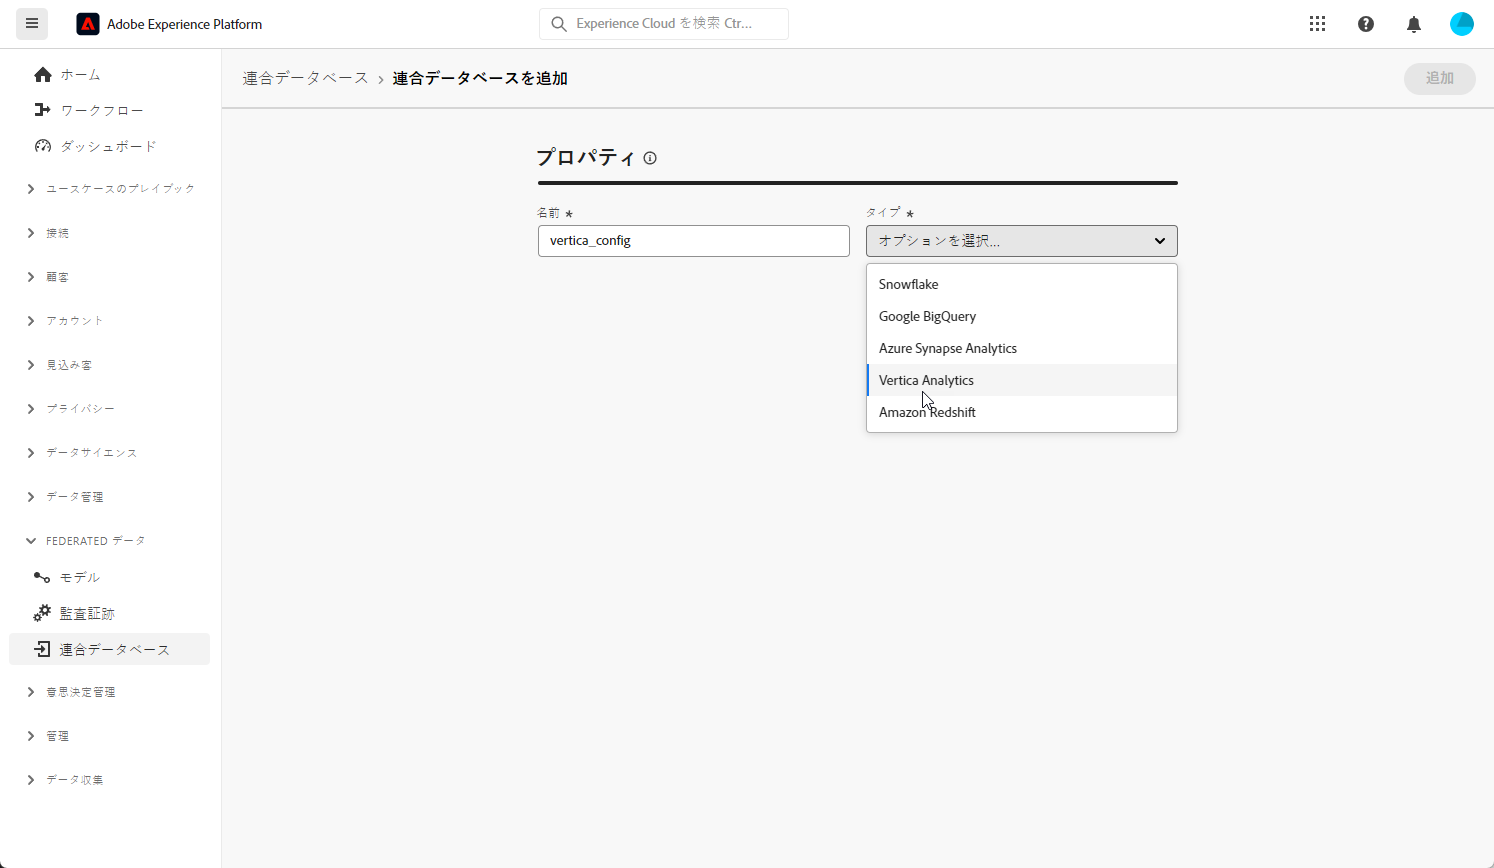 Adobe Experience Platform
Experience Cloud を検索 Ctr...
ホーム
ワークフロー
ダッシュボード
ユースケースのプレイブック
接続
顧客
アカウント
見込み客
プライバシー
データサイエンス
データ管理
FEDERATED データ
モデル
監査証跡
連合データベース
意思決定管理
管理
データ収集
連合データベース › 連合データベースを追加
追加
プロパティ
名前 *
vertica_config
タイプ *
オプションを選択...
Snowflake
Google BigQuery
Azure Synapse Analytics
Vertica Analytics
Amazon Redshift